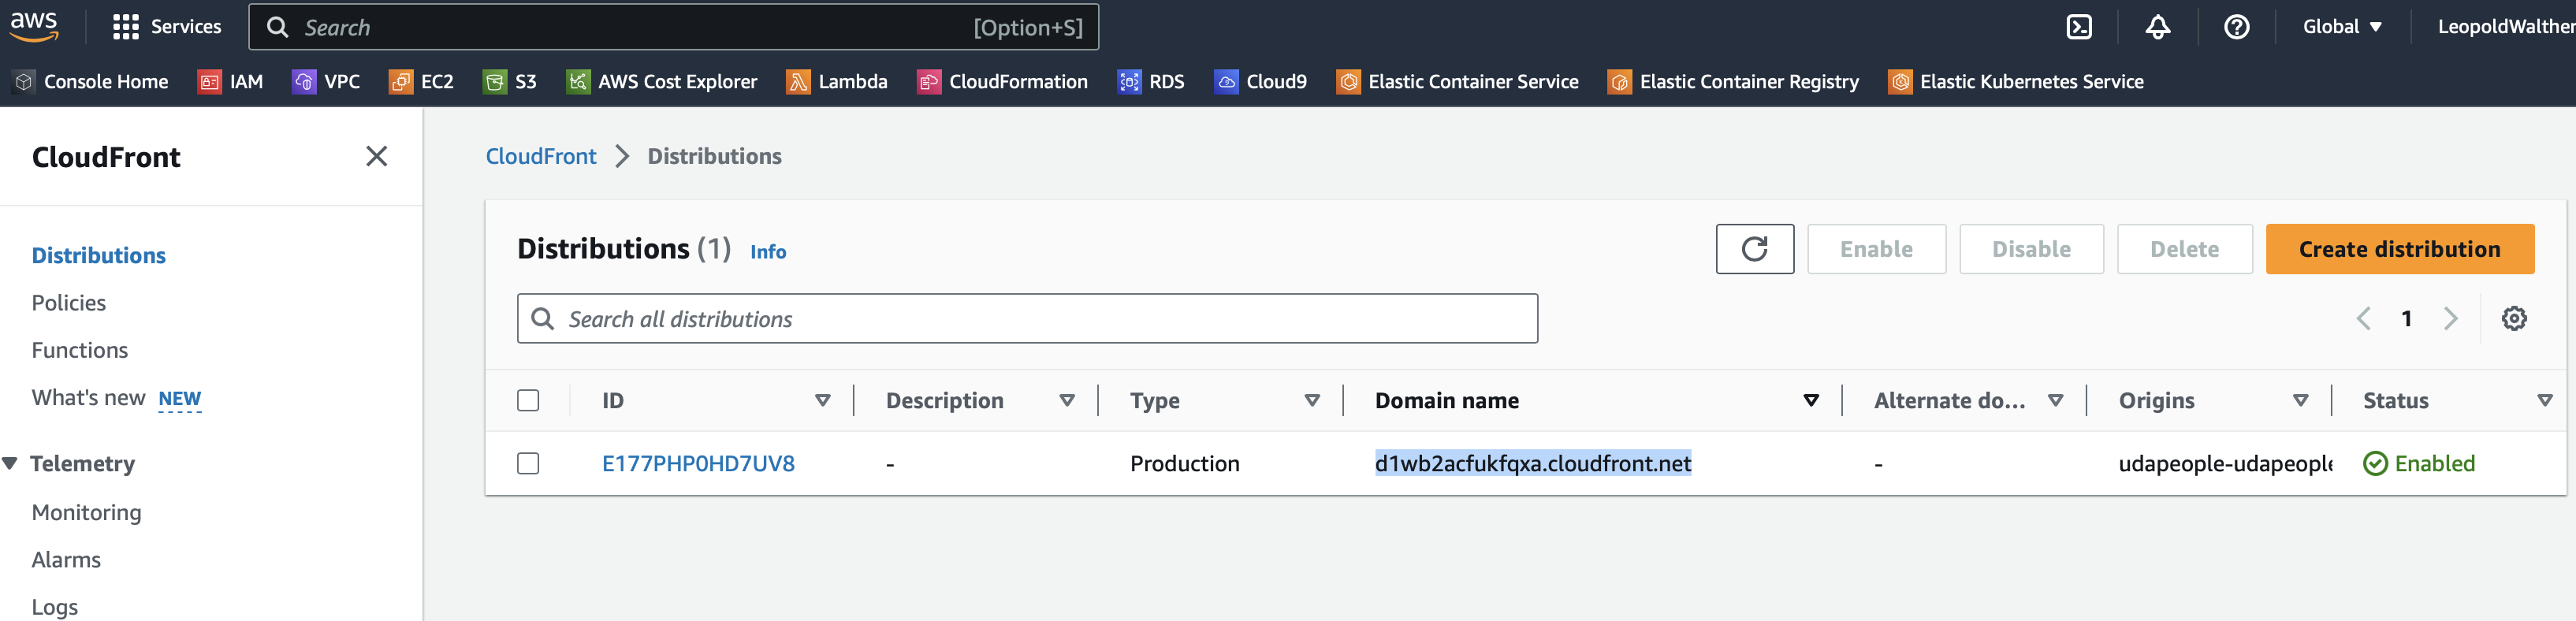 aws Services Search [Option+S] Global LeopoldWalther
Console Home IAM VPC EC2 S3 AWS Cost Explorer Lambda CloudFormation RDS Cloud9 Elastic Container Service Elastic Container Registry Elastic Kubernetes Service
CloudFront
Distributions
Policies
Functions
What's new NEW
Telemetry
Monitoring
Alarms
Logs
CloudFront Distributions
Distributions (1) Info Enable Disable Delete Create distribution
Search all distributions 1
ID Description Type Domain name Alternate do... Origins Status
E177PHP0HD7UV8 - Production d1wb2acfukfqxa.cloudfront.net - udapeople-udapeople Enabled